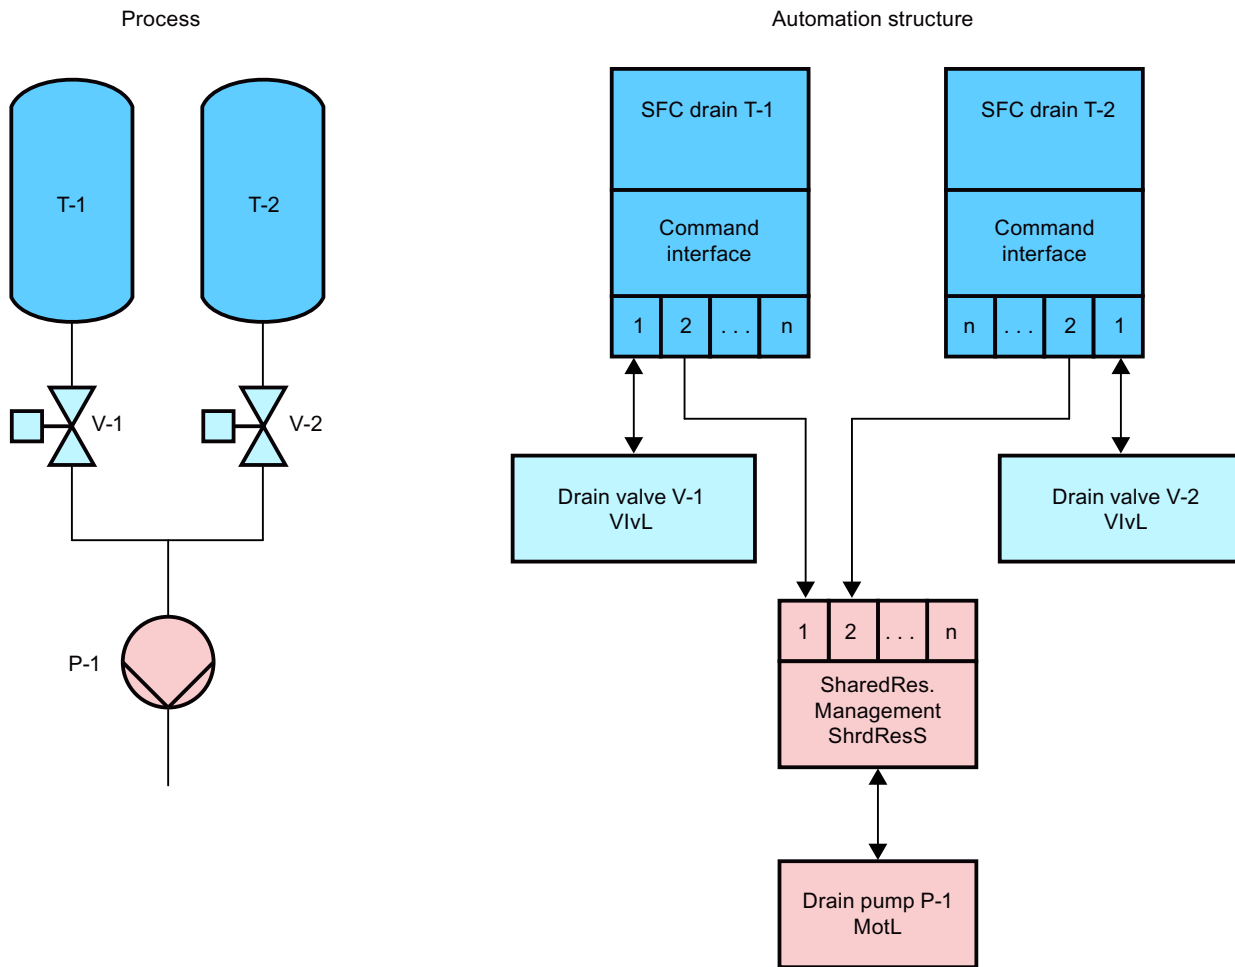 Process
Automation structure
T-1
T-2
V-1
V-2
P-1
SFC drain T-1
Command
interface
1 2 . . . n
SFC drain T-2
Command
interface
n . . . 2 1
Drain valve V-1
VlvL
Drain valve V-2
VlvL
1 2 . . . n
SharedRes.
Management
ShrdResS
Drain pump P-1
MotL